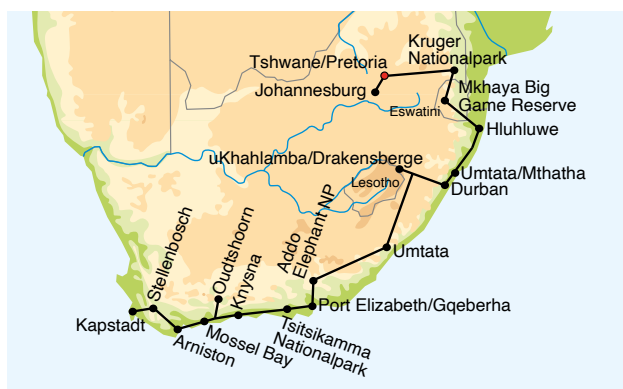 Kruger
Nationalpark
Tshwane/Pretoria
Johannesburg
Mkhaya Big
Game Reserve
Eswatini
Hluhluwe
uKhahlamba/Drakensberge
Umtata/Mthatha
Lesotho
Durban
Addo
Elephant NP
Umtata
Stellenbosch
Oudtshoorn
Knysna
Port Elizabeth/Gqeberha
Kapstadt
Arniston
Mossel Bay
Tsitsikamma
Nationalpark